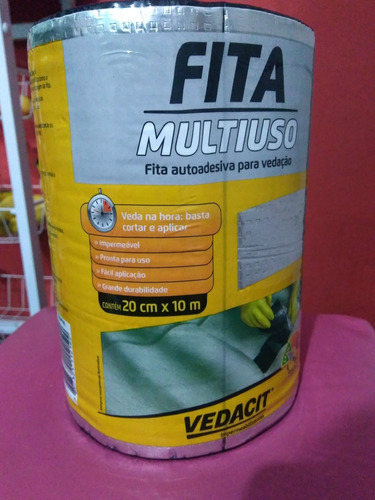 FITA
MULTIUSO
Fita autoadesiva para vedação
Veda na hora: basta
cortar e aplicar
• Impermeável
• Pronta para uso
• Fácil aplicação
• Grande durabilidade
CONTÉM 20 cm x 10 m
VEDACIT
Impermeabilizantes